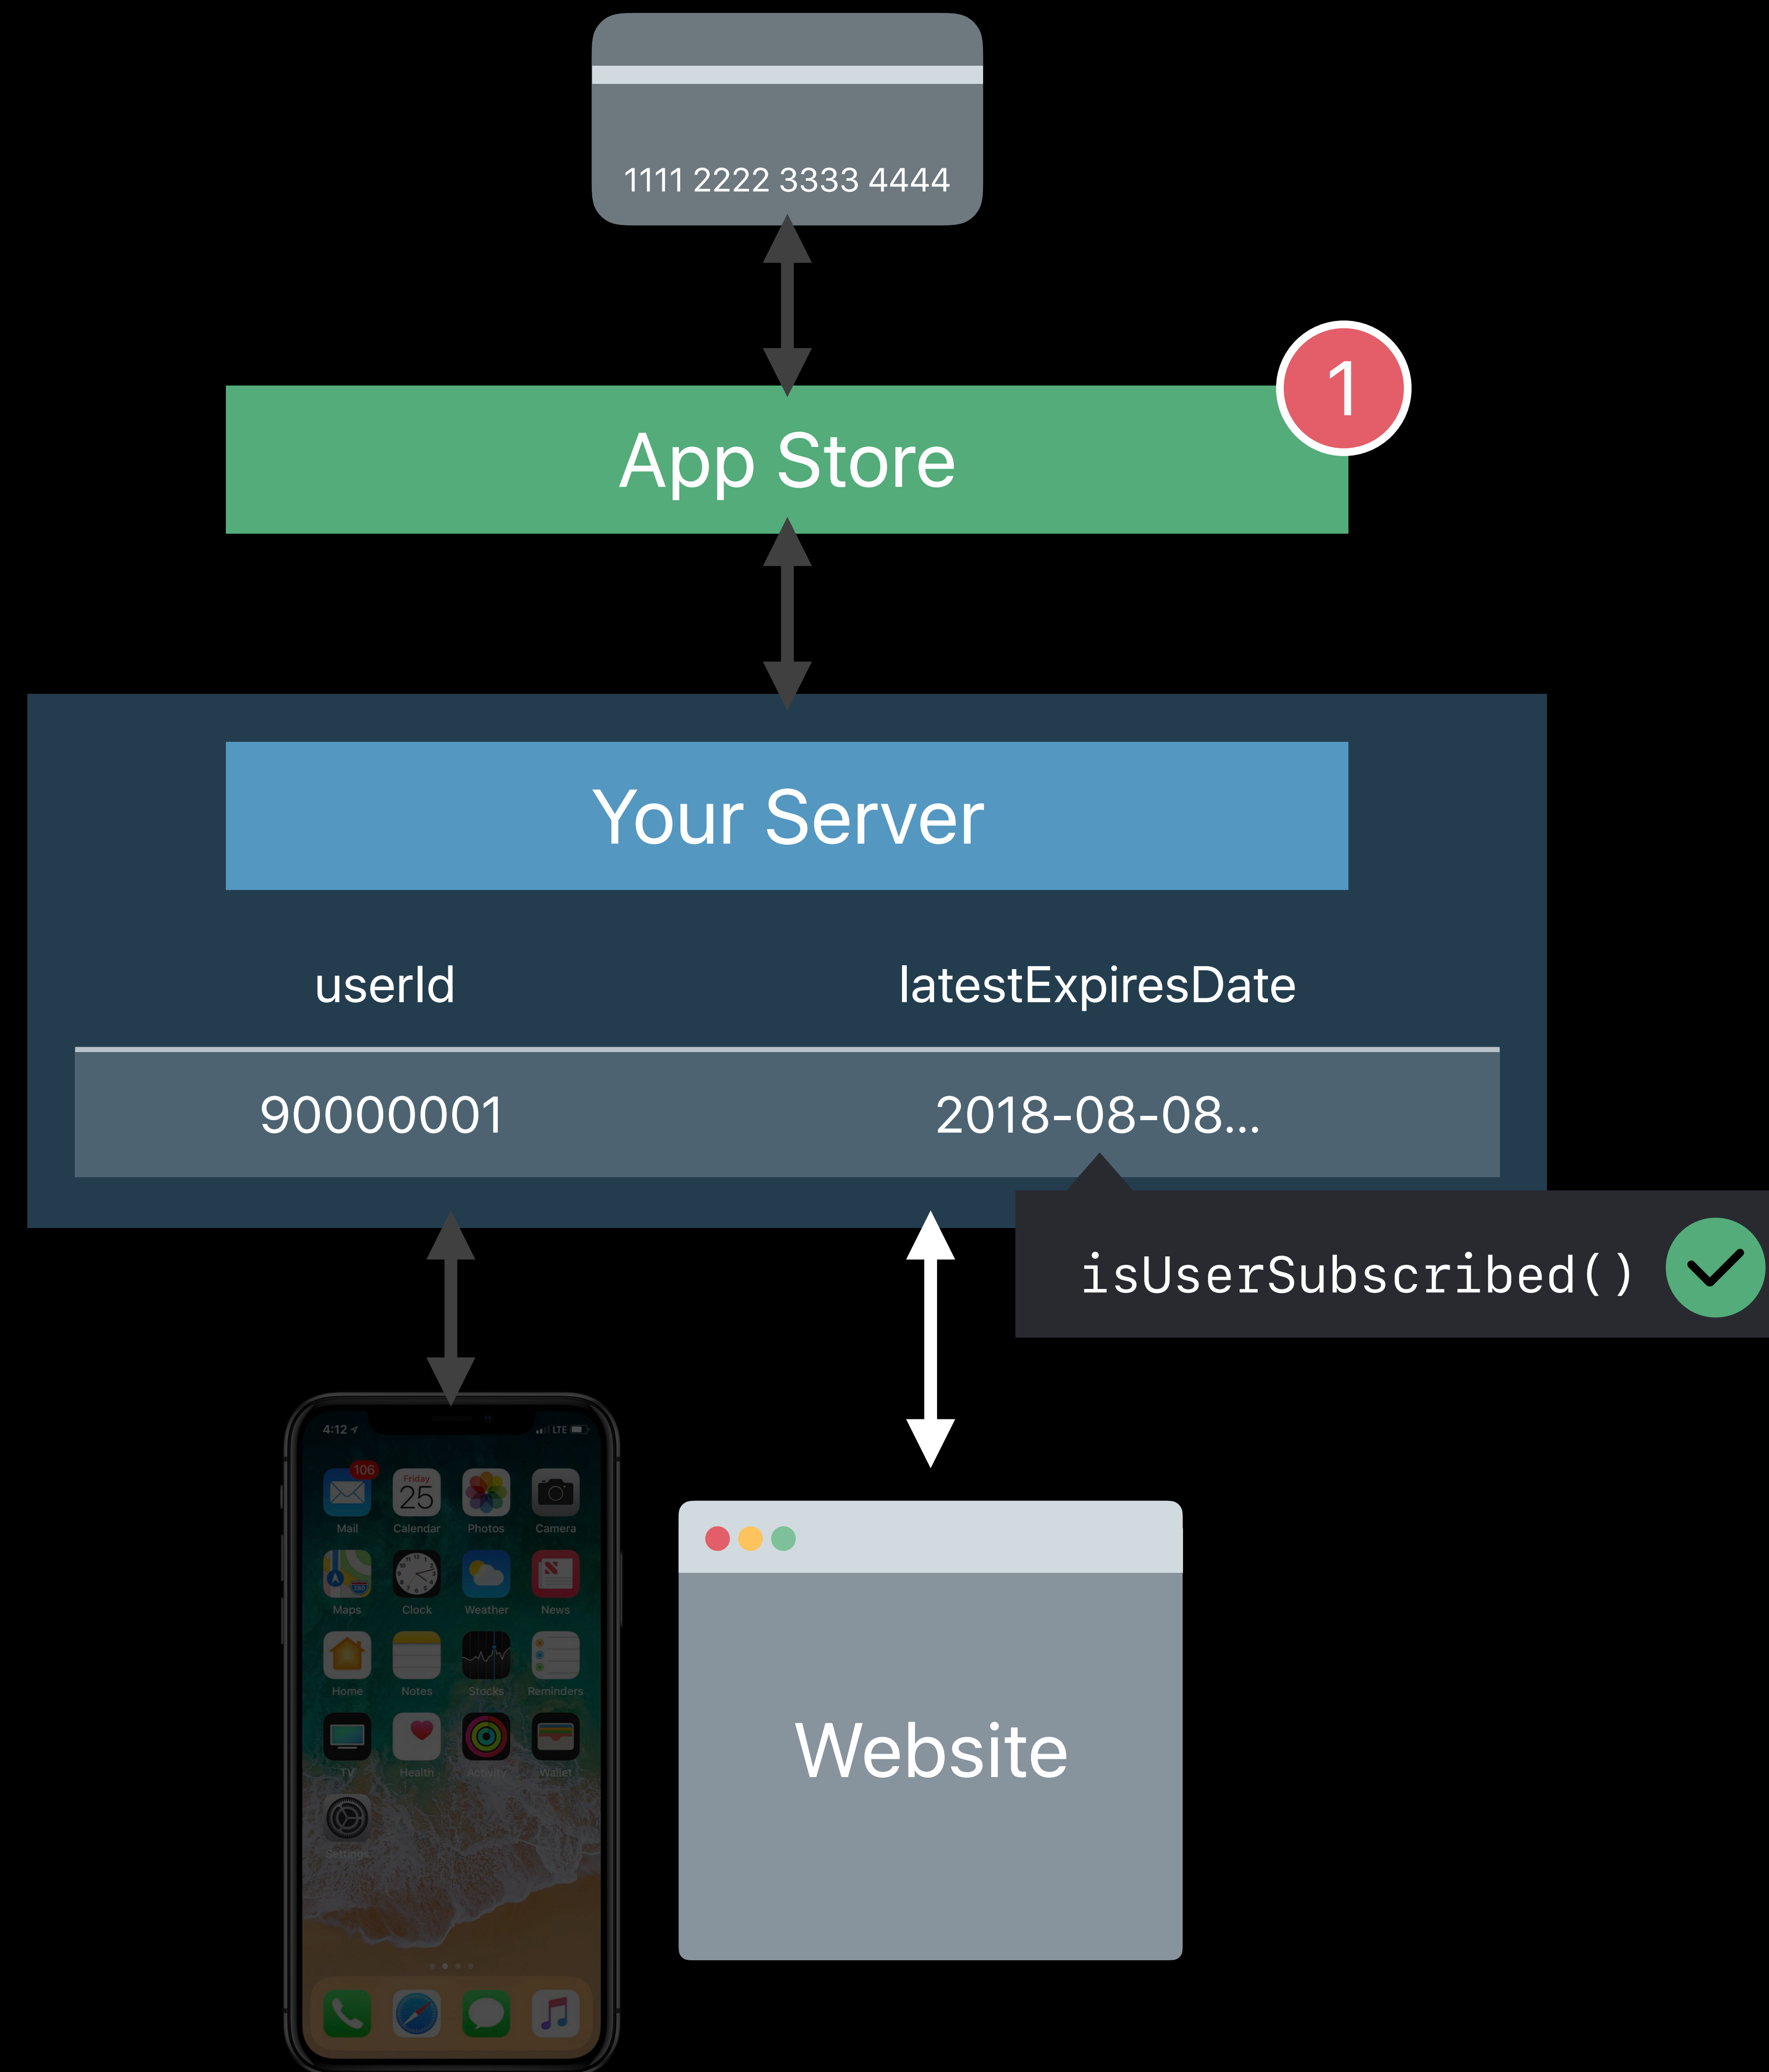 1111 2222 3333 4444
1
App Store
Your Server
userId latestExpiresDate
90000001 2018-08-08...
isUserSubscribed()
4:12 LTE
106
Friday
25
Mail Calendar Photos Camera
Maps Clock Weather News
Home Notes Stocks Reminders
TV Health Activity Wallet
Settings
Website